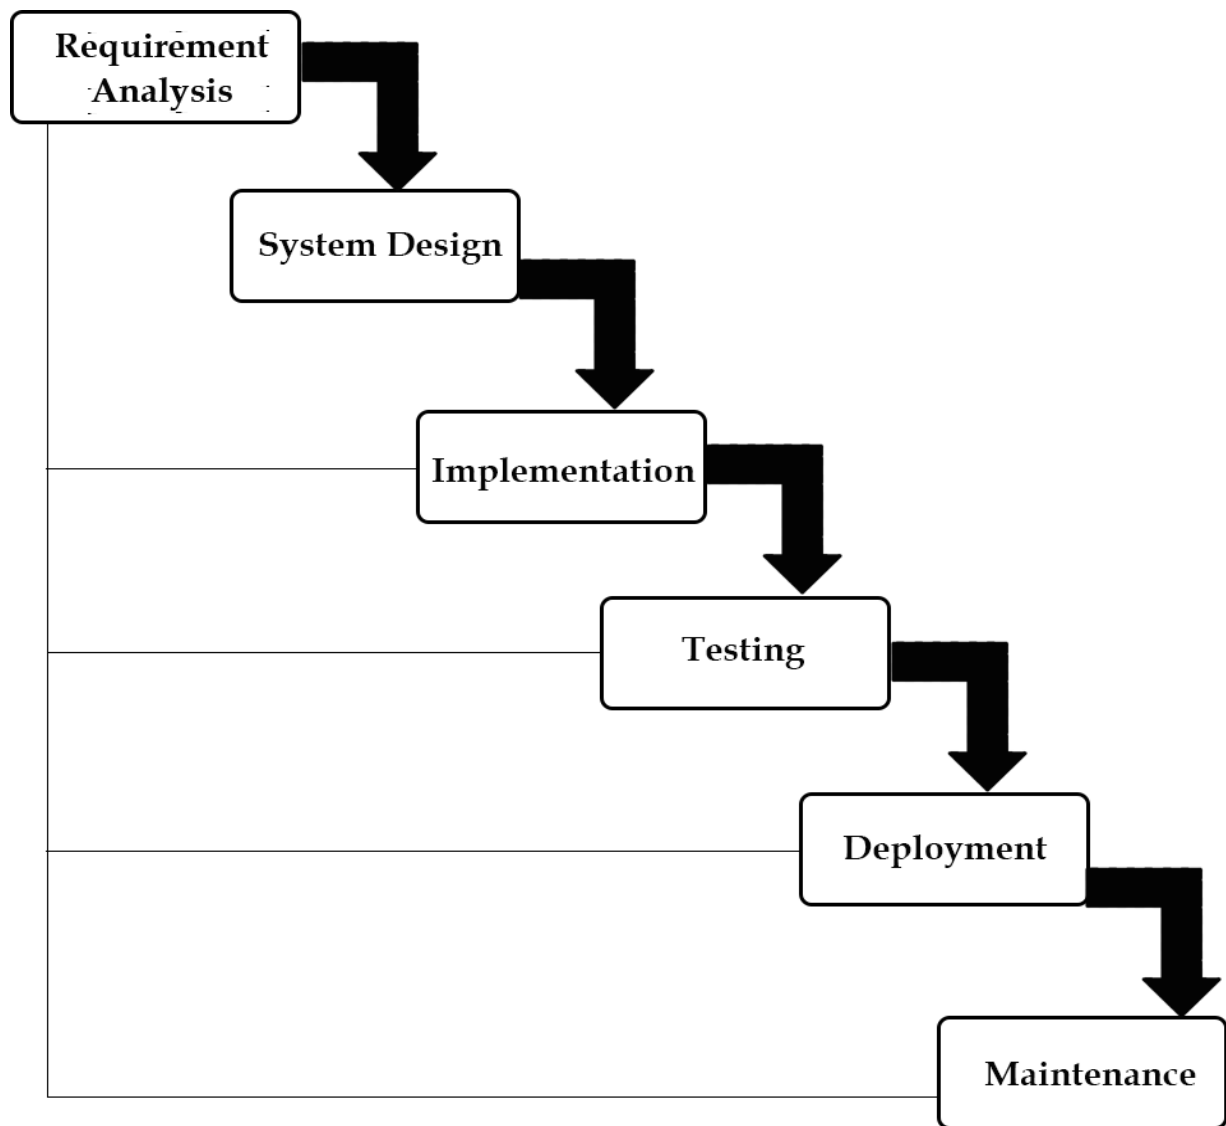 Requirement
Analysis
System Design
Implementation
Testing
Deployment
Maintenance